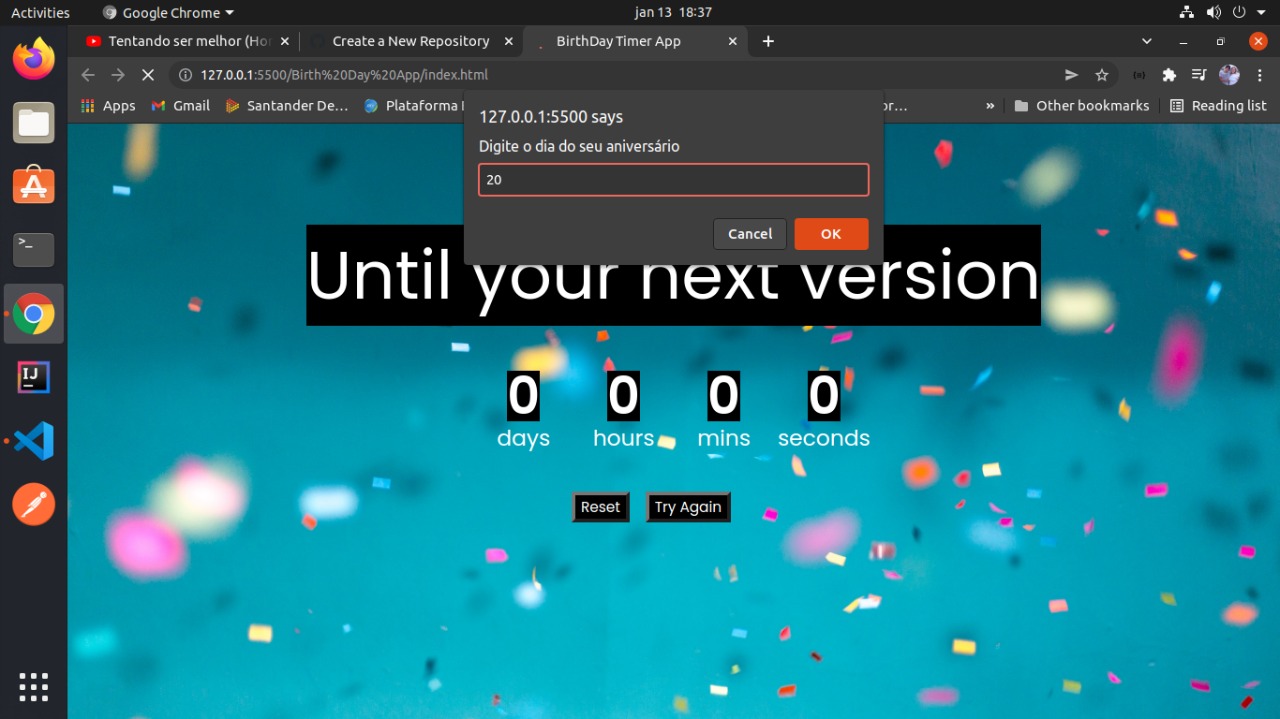 Activities Google Chrome jan 13 18:37
Tentando ser melhor (Ho Create a New Repository BirthDay Timer App
127.0.0.1:5500/Birth%20Day%20App/index.html
Apps Gmail Santander De... Plataforma or... » Other bookmarks Reading list
127.0.0.1:5500 says
Digite o dia do seu aniversário
20
Cancel OK
Until your next version
0 0 0 0
days hours mins seconds
Reset Try Again
>_
IJ